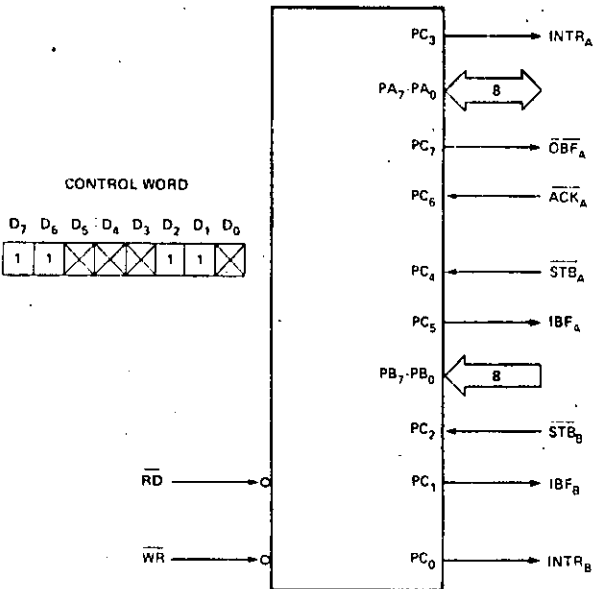 PC3 INTRA
PA7-PA0 8
PC7 OBFA
CONTROL WORD
PC6 ACKA
D7 D6 D5 D4 D3 D2 D1 D0
1 1 1 1
PC4 STBA
PC5 IBFA
PB7-PB0 8
PC2 STBB
RD
PC1 IBFB
WR
PC0 INTRB